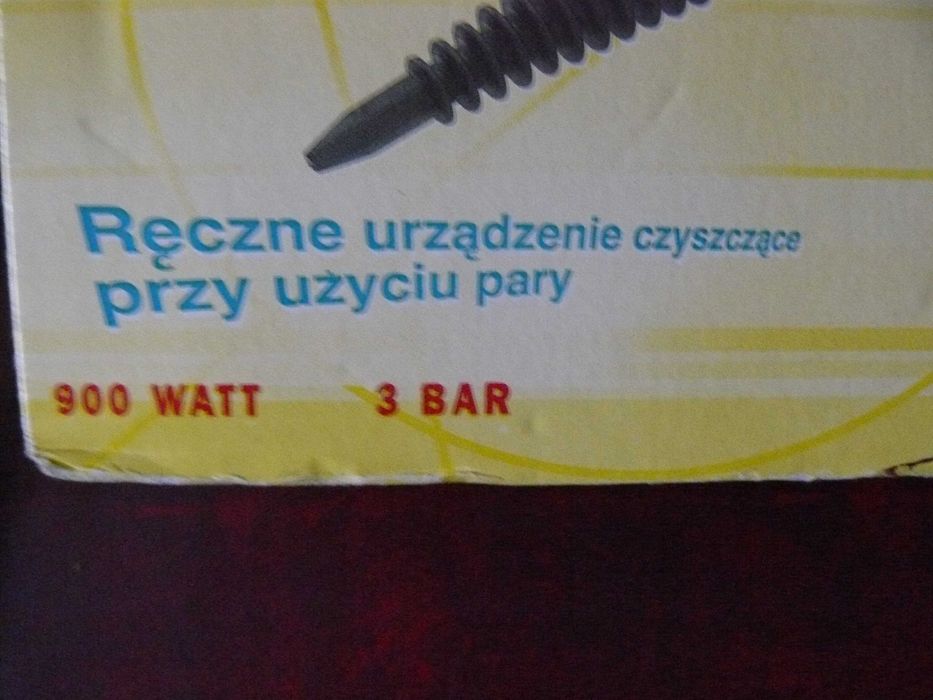 Ręczne urządzenie czyszczące
przy użyciu pary
900 WATT 3 BAR